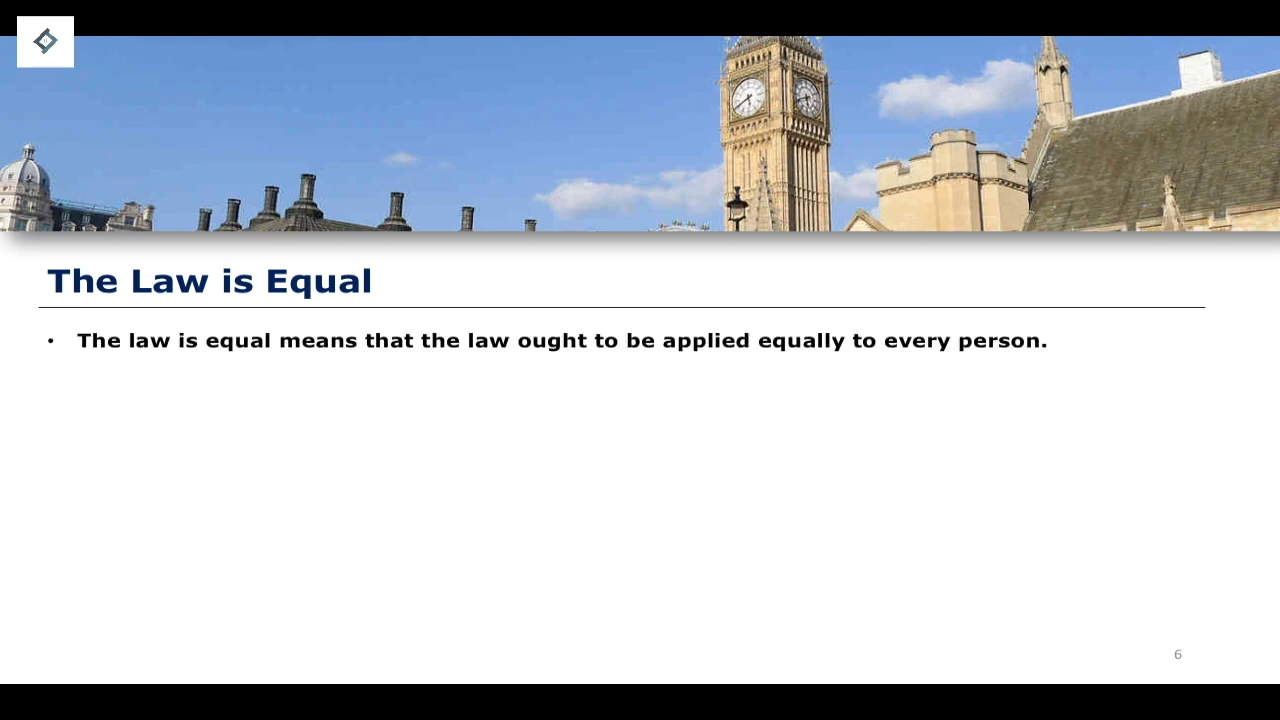 The Law is Equal
• The law is equal means that the law ought to be applied equally to every person.
6